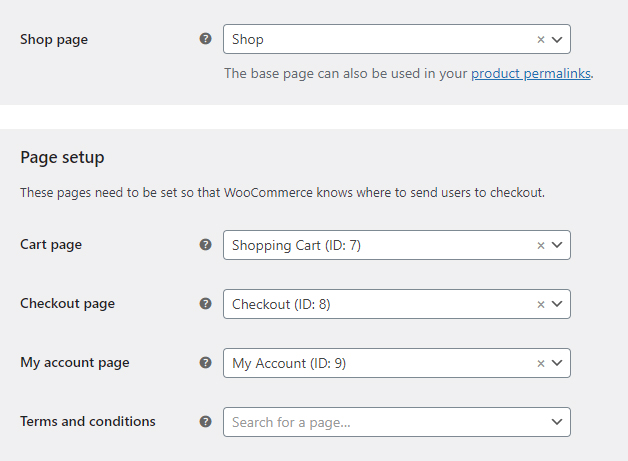 Shop page
Shop
The base page can also be used in your product permalinks.
Page setup
These pages need to be set so that WooCommerce knows where to send users to checkout.
Cart page
Shopping Cart (ID: 7)
Checkout page
Checkout (ID: 8)
My account page
My Account (ID: 9)
Terms and conditions
Search for a page...